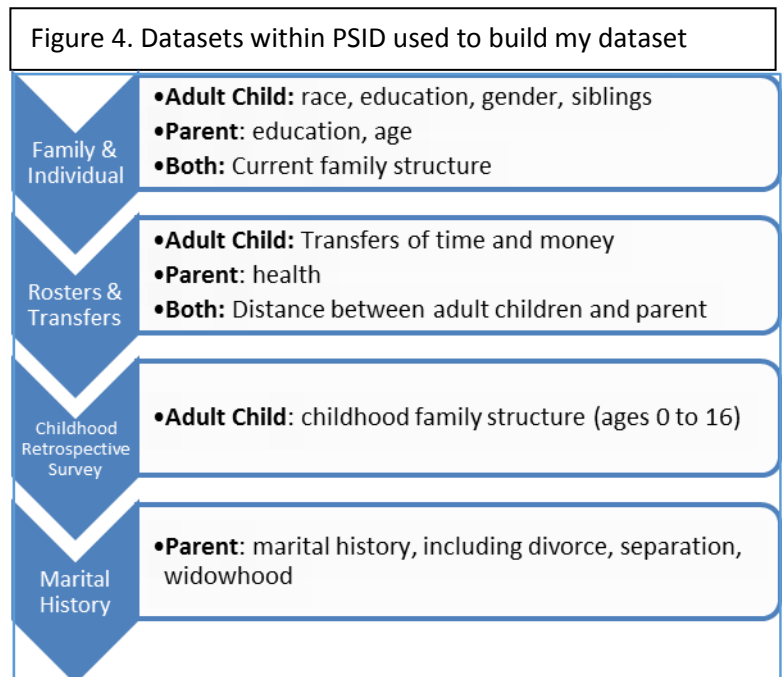 Figure 4. Datasets within PSID used to build my dataset
Family &
Individual
•Adult Child: race, education, gender, siblings
•Parent: education, age
•Both: Current family structure
Rosters &
Transfers
•Adult Child: Transfers of time and money
•Parent: health
•Both: Distance between adult children and parent
Childhood
Retrospective
Survey
•Adult Child: childhood family structure (ages 0 to 16)
Marital
History
•Parent: marital history, including divorce, separation,
widowhood